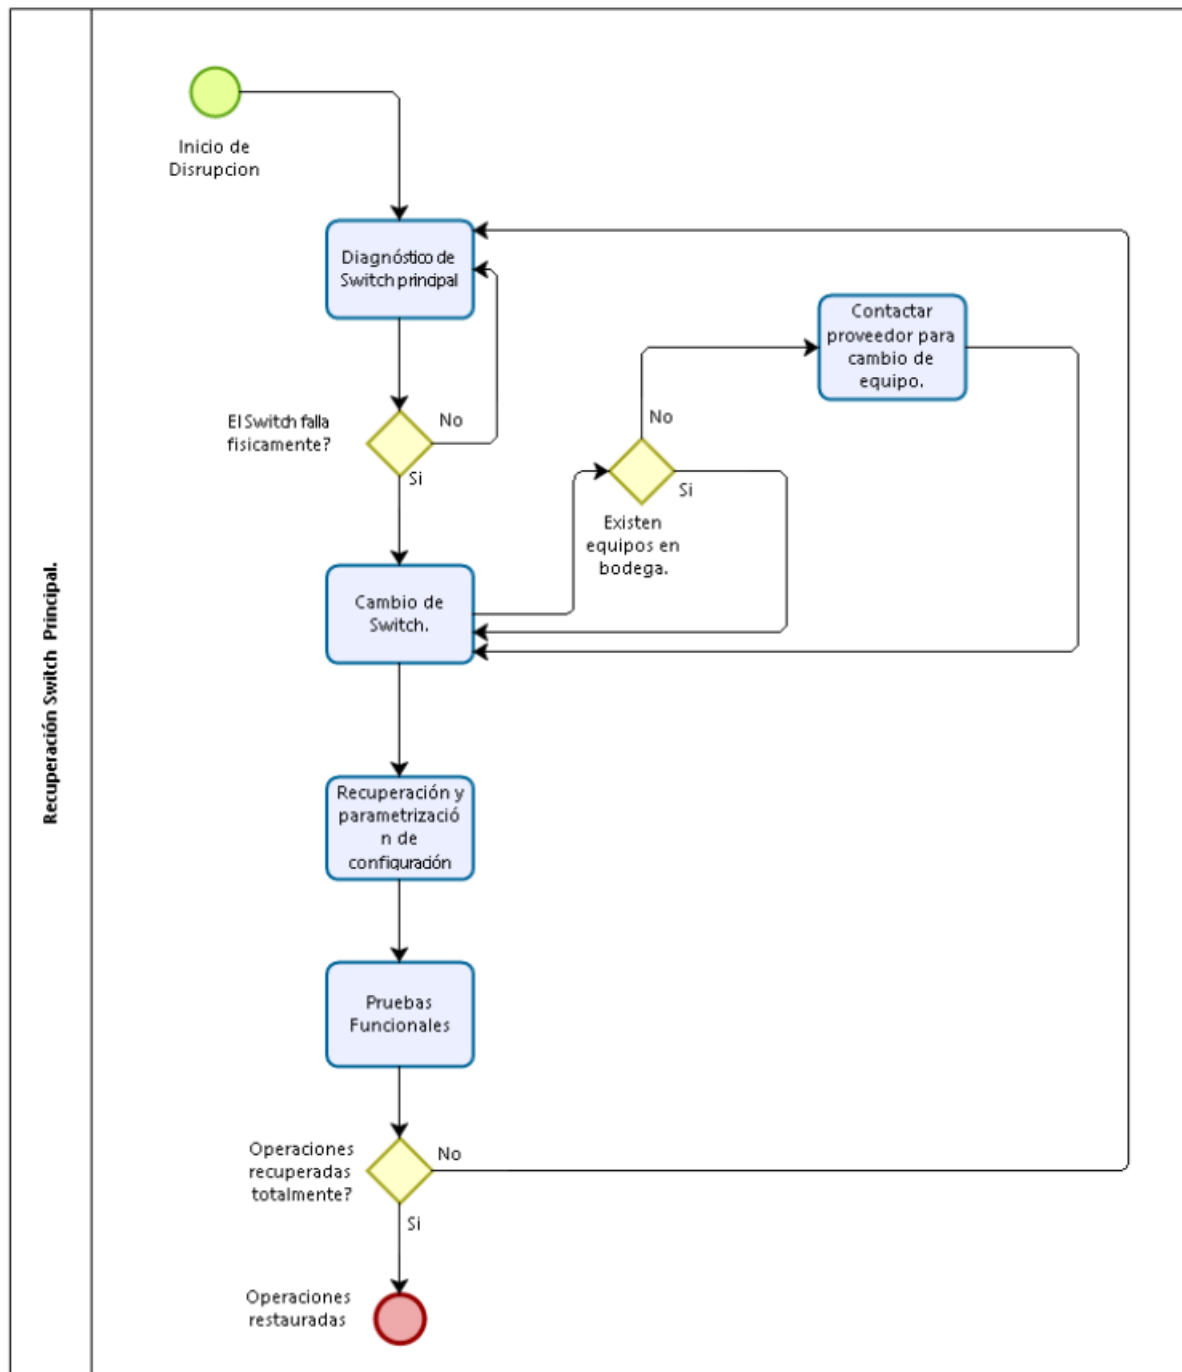 Recuperación Switch Principal.
Inicio de
Disrupcion
Diagnóstico de
Switch principal
El Switch falla
fisicamente?
No
Si
Contactar
proveedor para
cambio de
equipo.
No
Si
Existen
equipos en
bodega.
Cambio de
Switch.
Recuperación y
parametrizació
n de
configuración
Pruebas
Funcionales
Operaciones
recuperadas
totalmente?
No
Si
Operaciones
restauradas